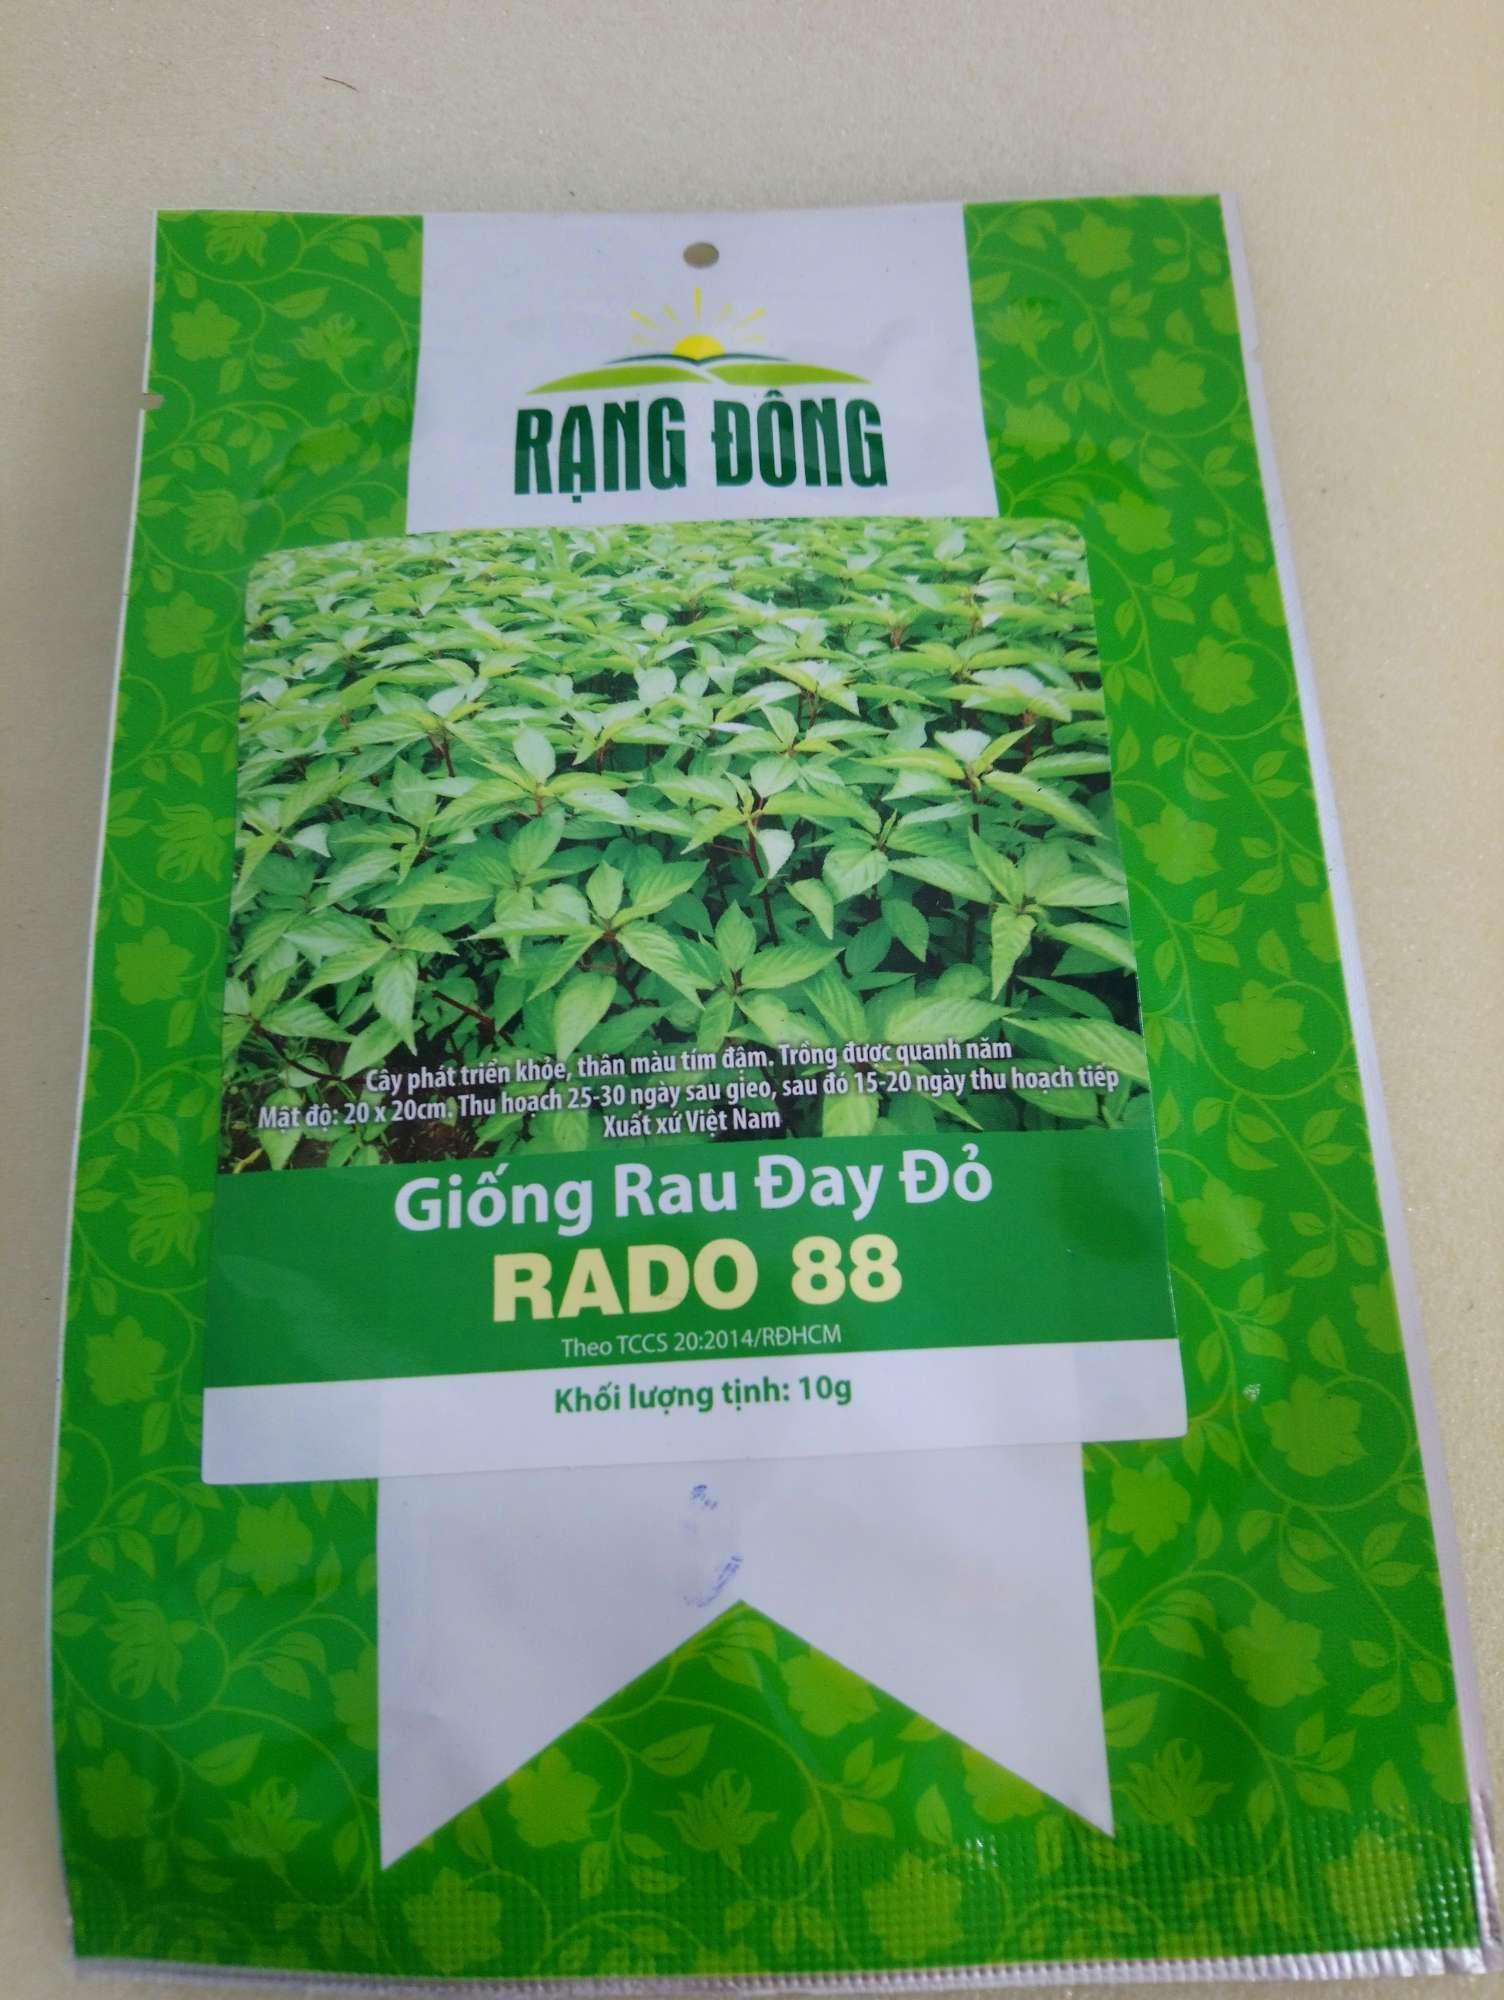 RẠNG ĐÔNG
Cây phát triển khỏe, thân màu tím đậm. Trồng được quanh năm
Mật độ: 20 x 20cm. Thu hoạch 25-30 ngày sau gieo, sau đó 15-20 ngày thu hoạch tiếp
Xuất xứ Việt Nam
Giống Rau Đay Đỏ
RADO 88
Theo TCCS 20:2014/RĐHCM
Khối lượng tịnh: 10g